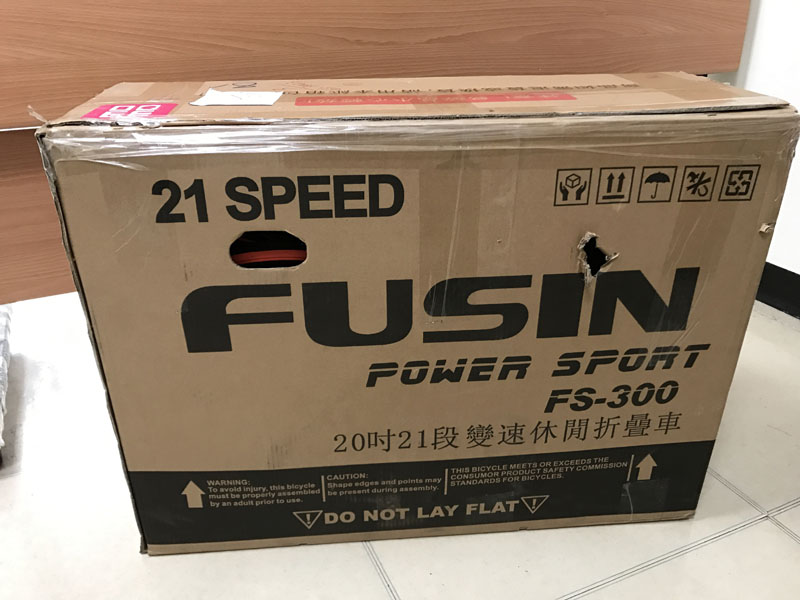 21 SPEED
FUSIN
POWER SPORT
FS-300
20吋21段變速休閒折疊車
WARNING:
To avoid injury, this bicycle
must be properly assembled
by an adult prior to use.
CAUTION:
Shape edges and points may
be present during assembly.
THIS BICYCLE MEETS OR EXCEEDS THE
CONSUMOR PRODUCT SAFETY COMMISSION
STANDARDS FOR BICYCLES.
DO NOT LAY FLAT